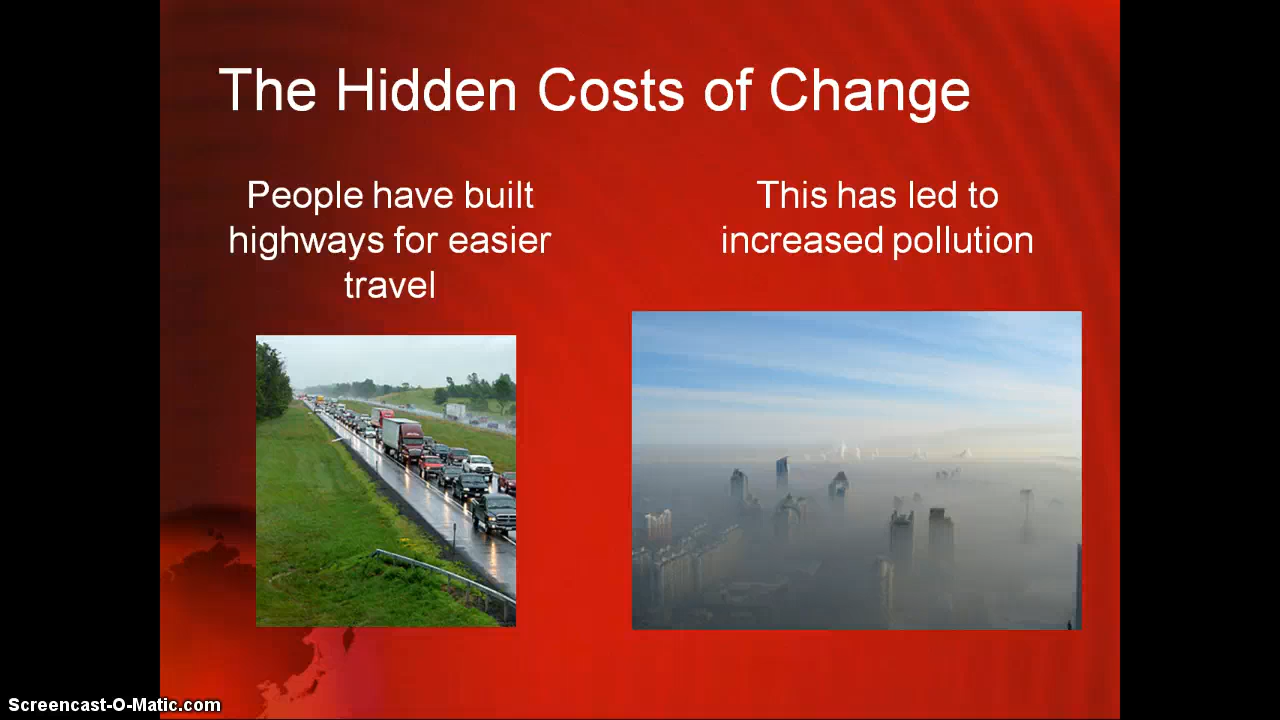 The Hidden Costs of Change
People have built
highways for easier
travel
This has led to
increased pollution
Screencast-O-Matic.com